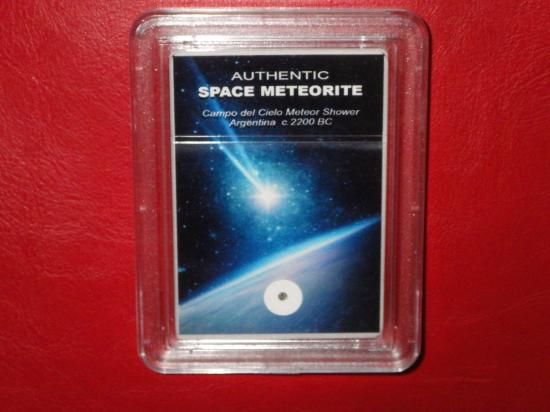 AUTHENTIC
SPACE METEORITE
Campo del Cielo Meteor Shower
Argentina c.2200 BC